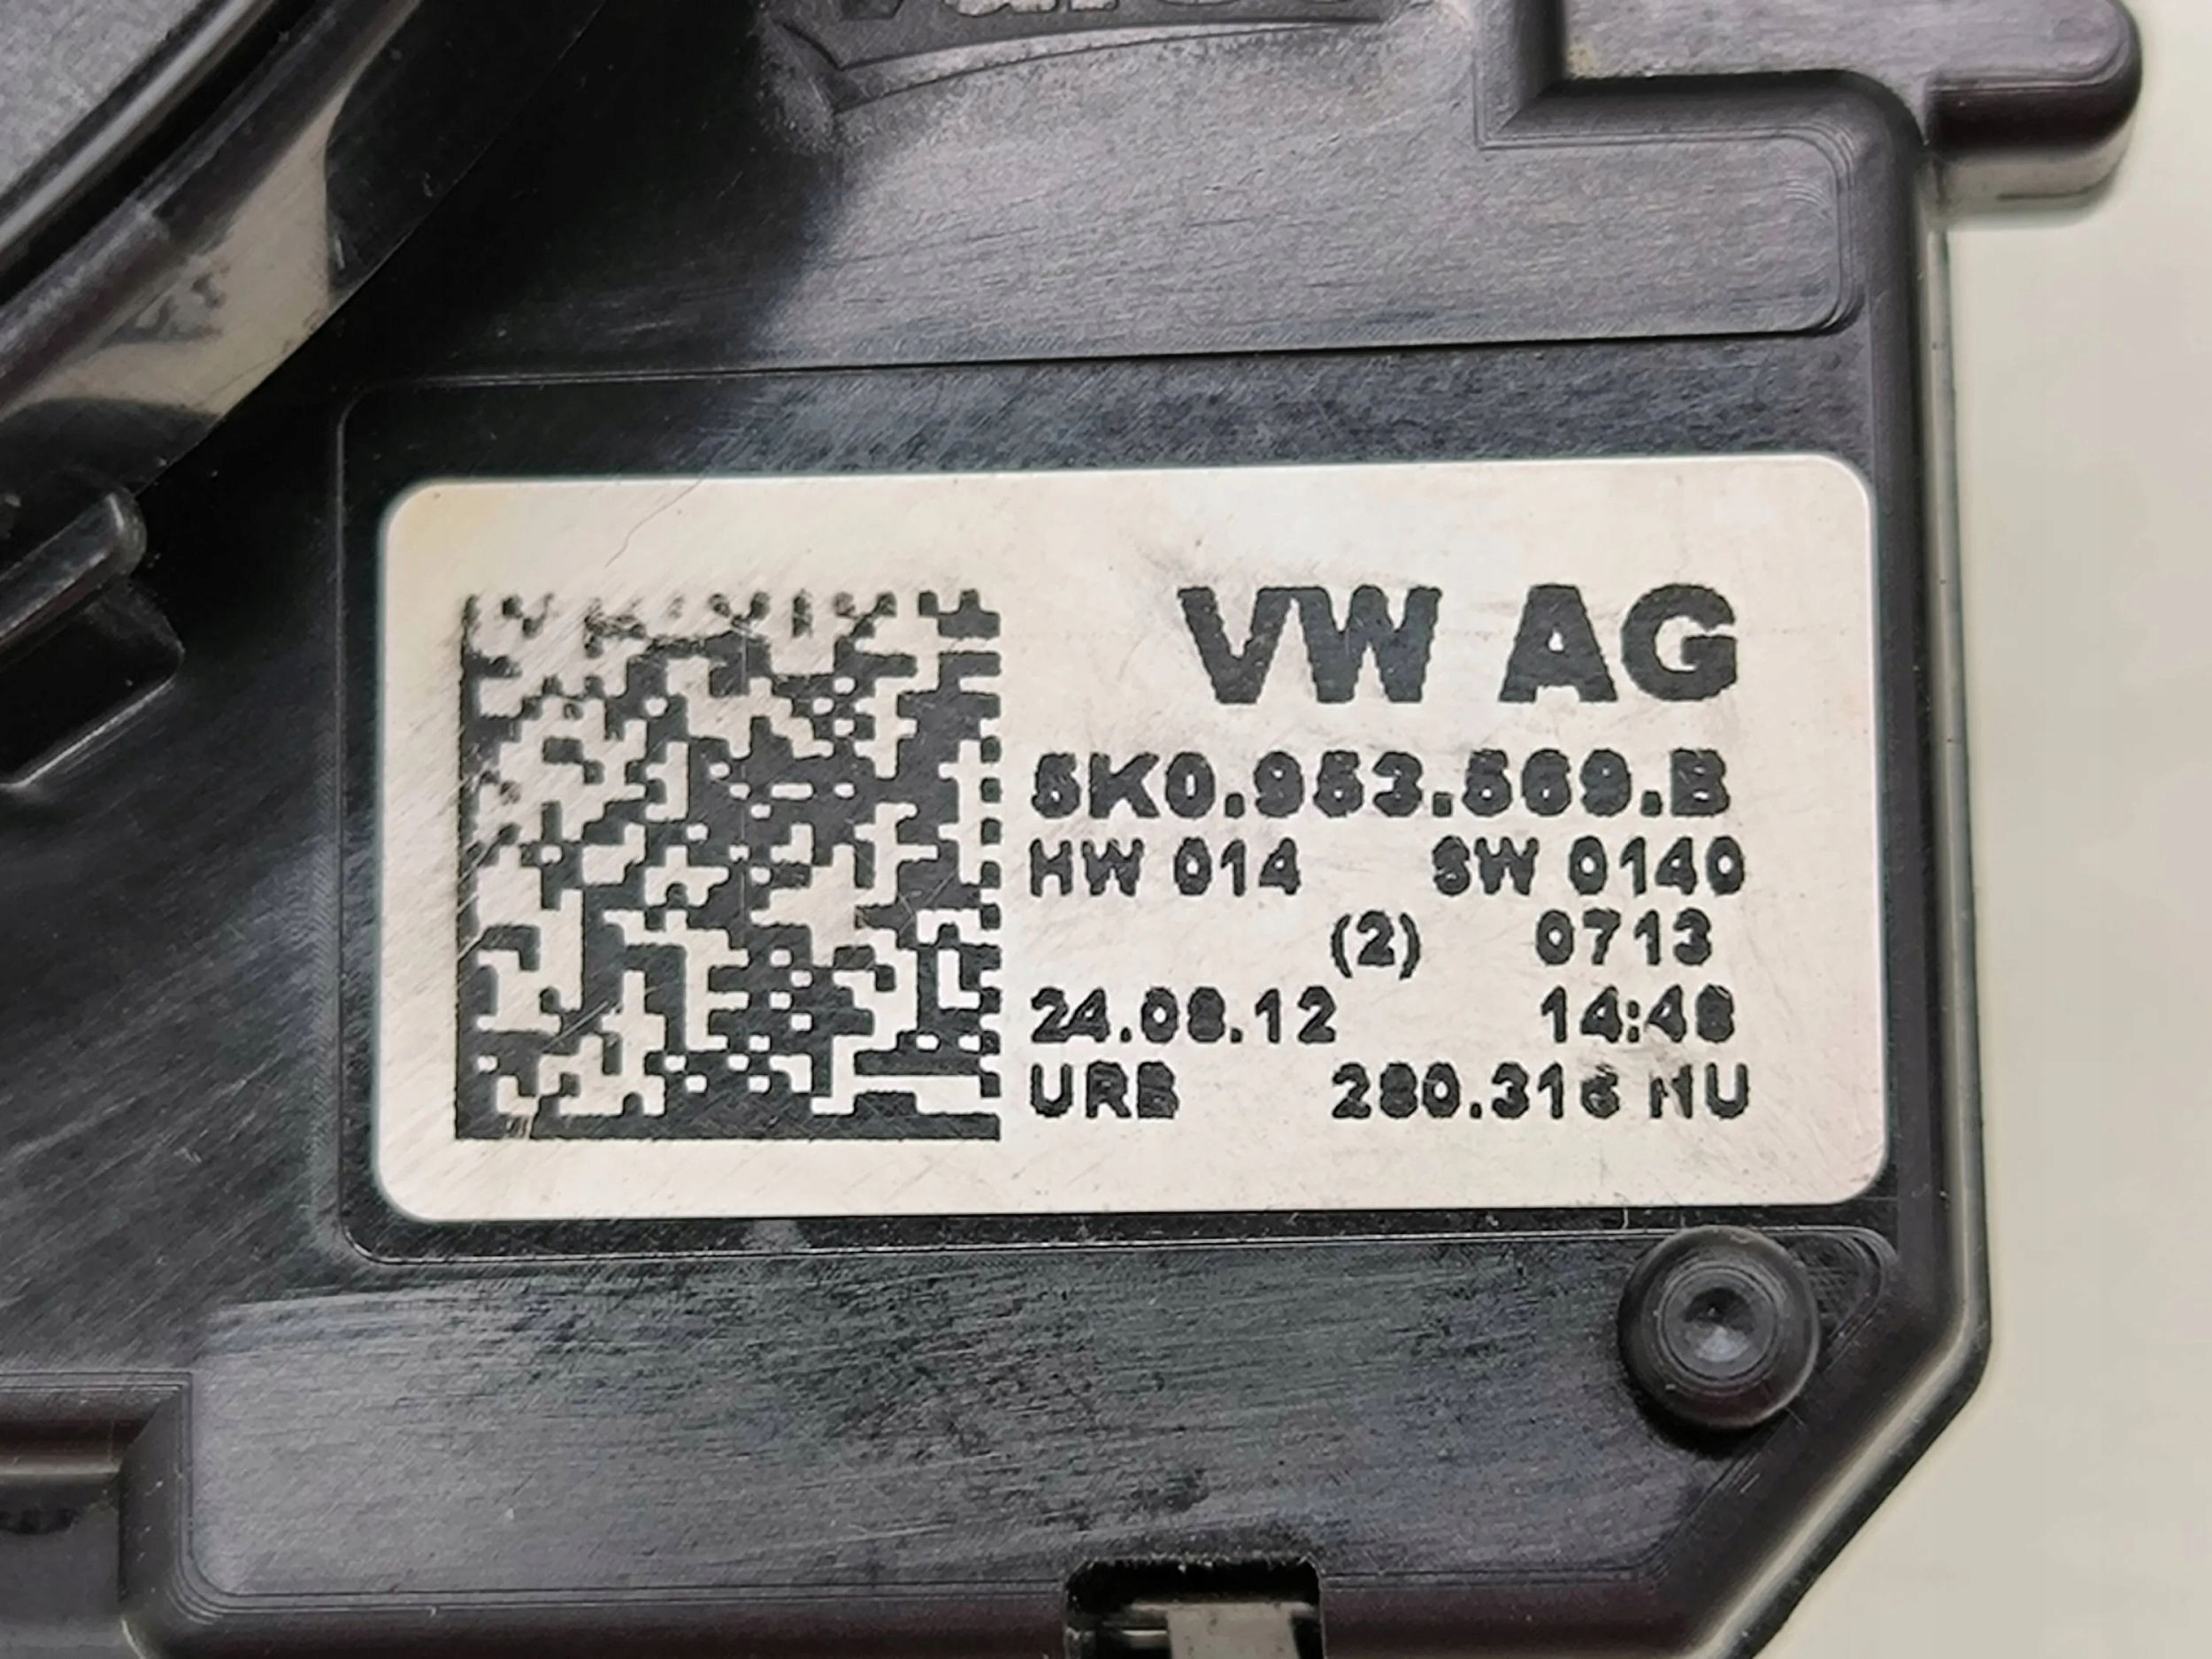 VW AG
5K0.953.569.B
HW 014 SW 0140
(2) 0713
24.08.12 14:48
URB 280.316 NU